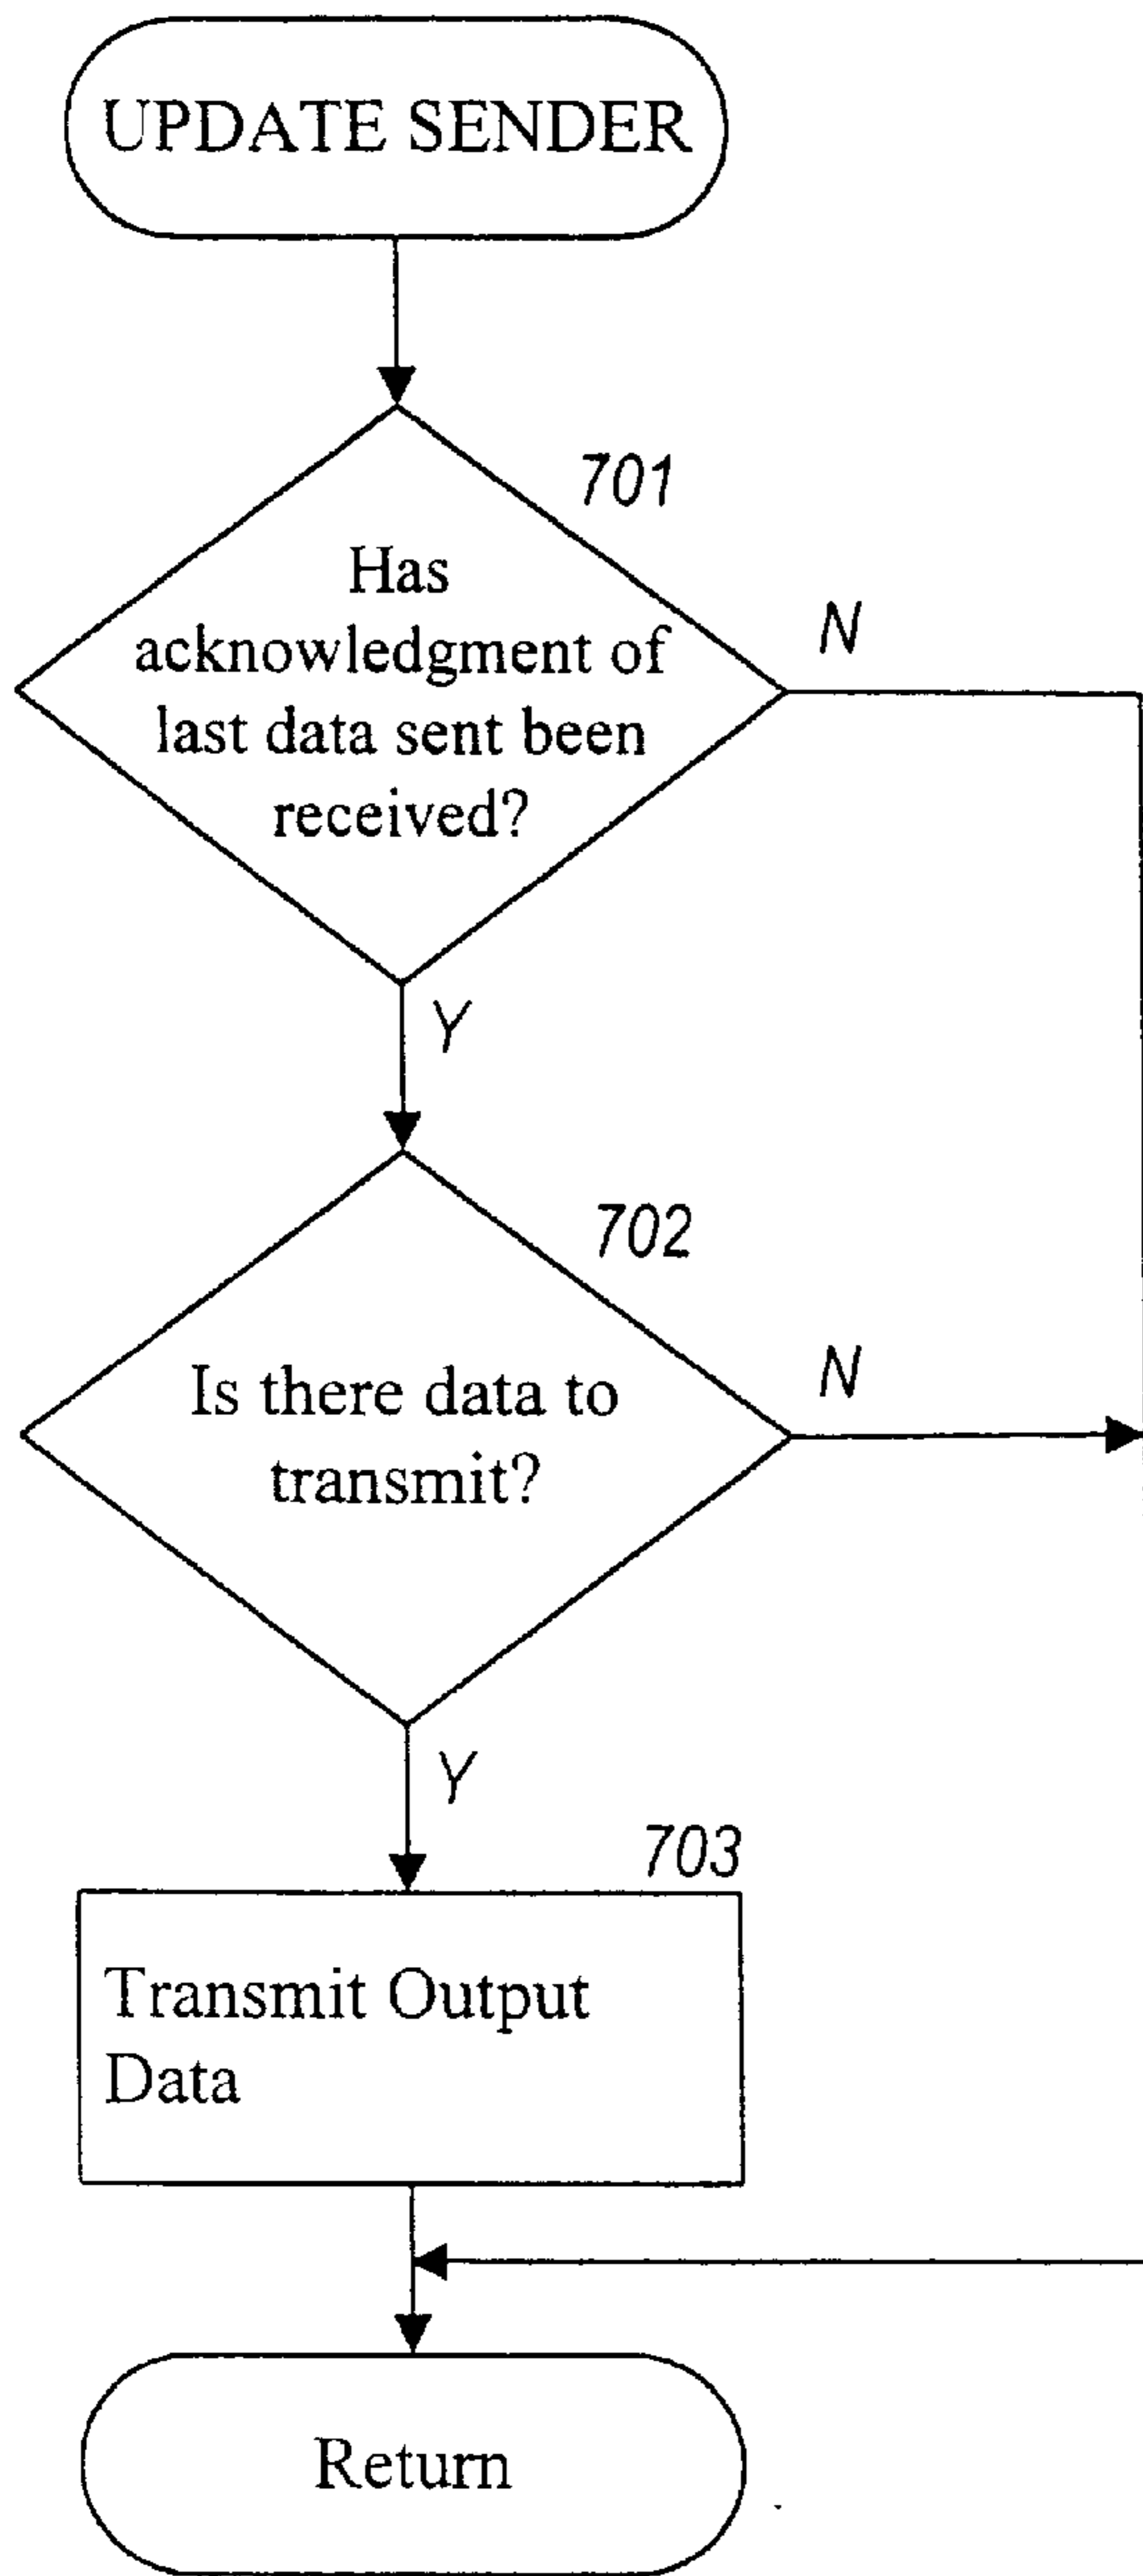 UPDATE SENDER
701
Has
acknowledgment of
last data sent been
received?
N
Y
702
Is there data to
transmit?
N
Y
703
Transmit Output
Data
Return